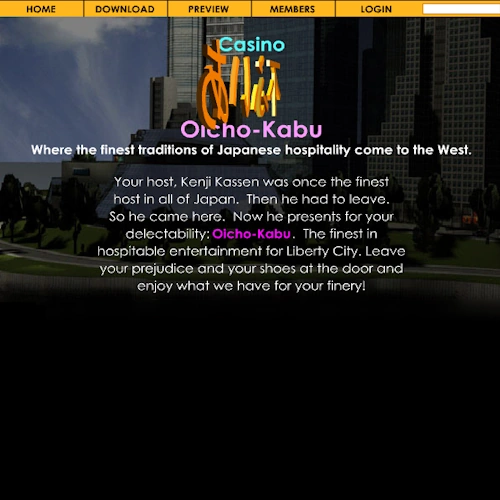 HOME DOWNLOAD PREVIEW MEMBERS LOGIN
Casino
Oicho-Kabu
Where the finest traditions of Japanese hospitality come to the West.
Your host, Kenji Kassen was once the finest
host in all of Japan. Then he had to leave.
So he came here. Now he presents for your
delectability: Oicho-Kabu. The finest in
hospitable entertainment for Liberty City. Leave
your prejudice and your shoes at the door and
enjoy what we have for your finery!